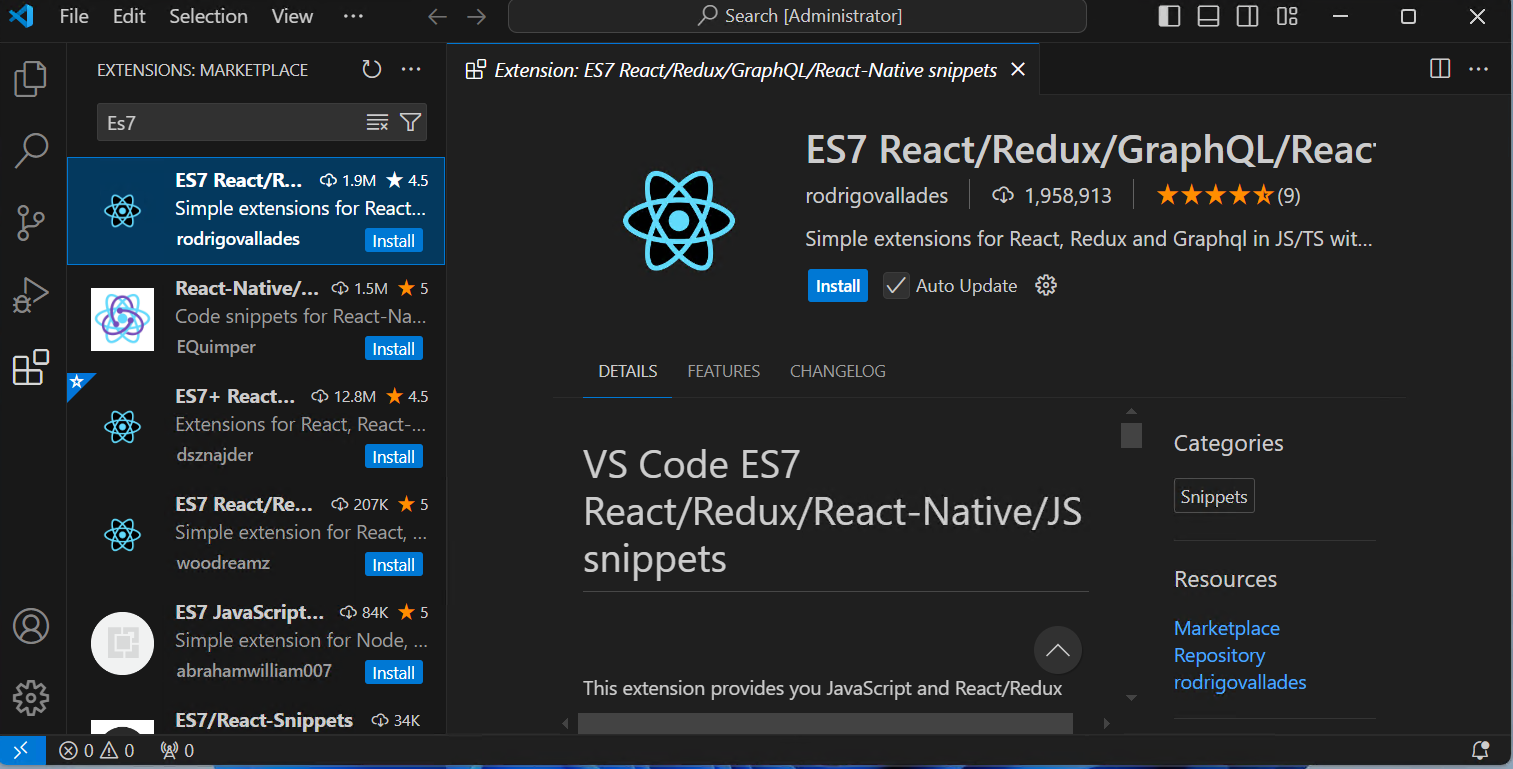 File Edit Selection View ··· Search [Administrator]
EXTENSIONS: MARKETPLACE
Extension: ES7 React/Redux/GraphQL/React-Native snippets
Es7
ES7 React/R... 1.9M ★ 4.5
Simple extensions for React...
rodrigovallades Install
React-Native/... 1.5M ★ 5
Code snippets for React-Na...
EQuimper Install
ES7+ React... 12.8M ★ 4.5
Extensions for React, React-...
dsznajder Install
ES7 React/Re... 207K ★ 5
Simple extension for React, ...
woodreamz Install
ES7 JavaScript... 84K ★ 5
Simple extension for Node, ...
abrahamwilliam007 Install
ES7/React-Snippets 34K
ES7 React/Redux/GraphQL/Reac
rodrigovallades 1,958,913 (9)
Simple extensions for React, Redux and Graphql in JS/TS wit...
Install Auto Update
DETAILS FEATURES CHANGELOG
VS Code ES7
React/Redux/React-Native/JS
snippets
This extension provides you JavaScript and React/Redux
Categories
Snippets
Resources
Marketplace
Repository
rodrigovallades
0 0 0